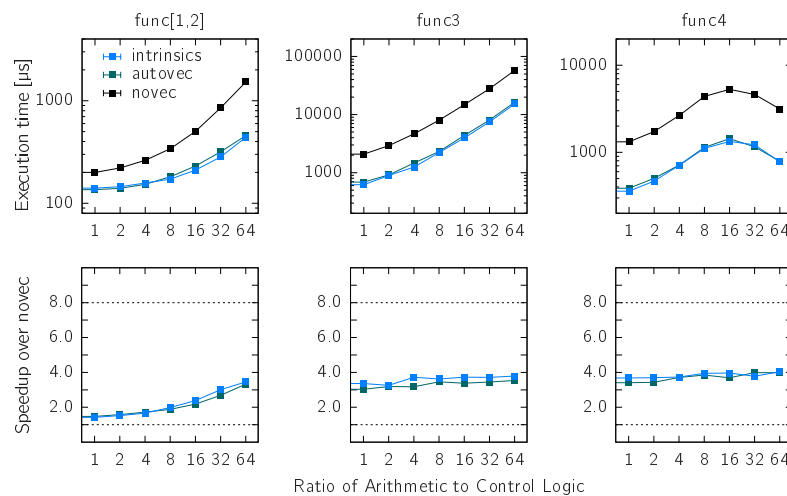 func[1,2]
func3
func4
Execution time [µs]
intrinsics
autovec
novec
1000
100
100000
10000
1000
10000
1000
1 2 4 8 16 32 64
1 2 4 8 16 32 64
1 2 4 8 16 32 64
Speedup over novec
8.0
6.0
4.0
2.0
8.0
6.0
4.0
2.0
8.0
6.0
4.0
2.0
1 2 4 8 16 32 64
1 2 4 8 16 32 64
1 2 4 8 16 32 64
Ratio of Arithmetic to Control Logic